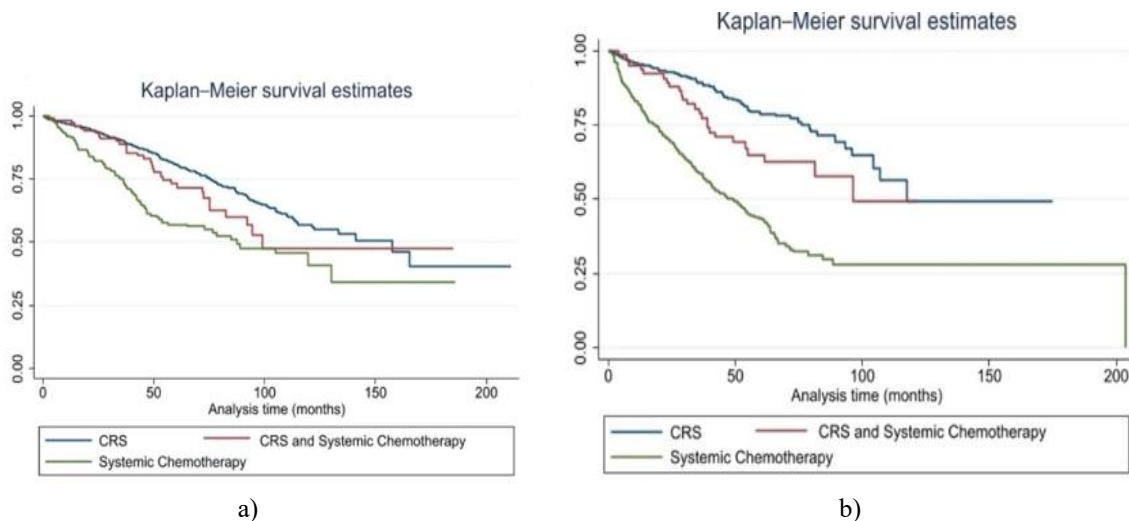 Kaplan–Meier survival estimates
1.00
0.75
0.50
0.25
0.00
0 50 100 150 200
Analysis time (months)
CRS CRS and Systemic Chemotherapy
Systemic Chemotherapy
a)
Kaplan–Meier survival estimates
1.00
0.75
0.50
0.25
0.00
0 50 100 150 200
Analysis time (months)
CRS CRS and Systemic Chemotherapy
Systemic Chemotherapy
b)